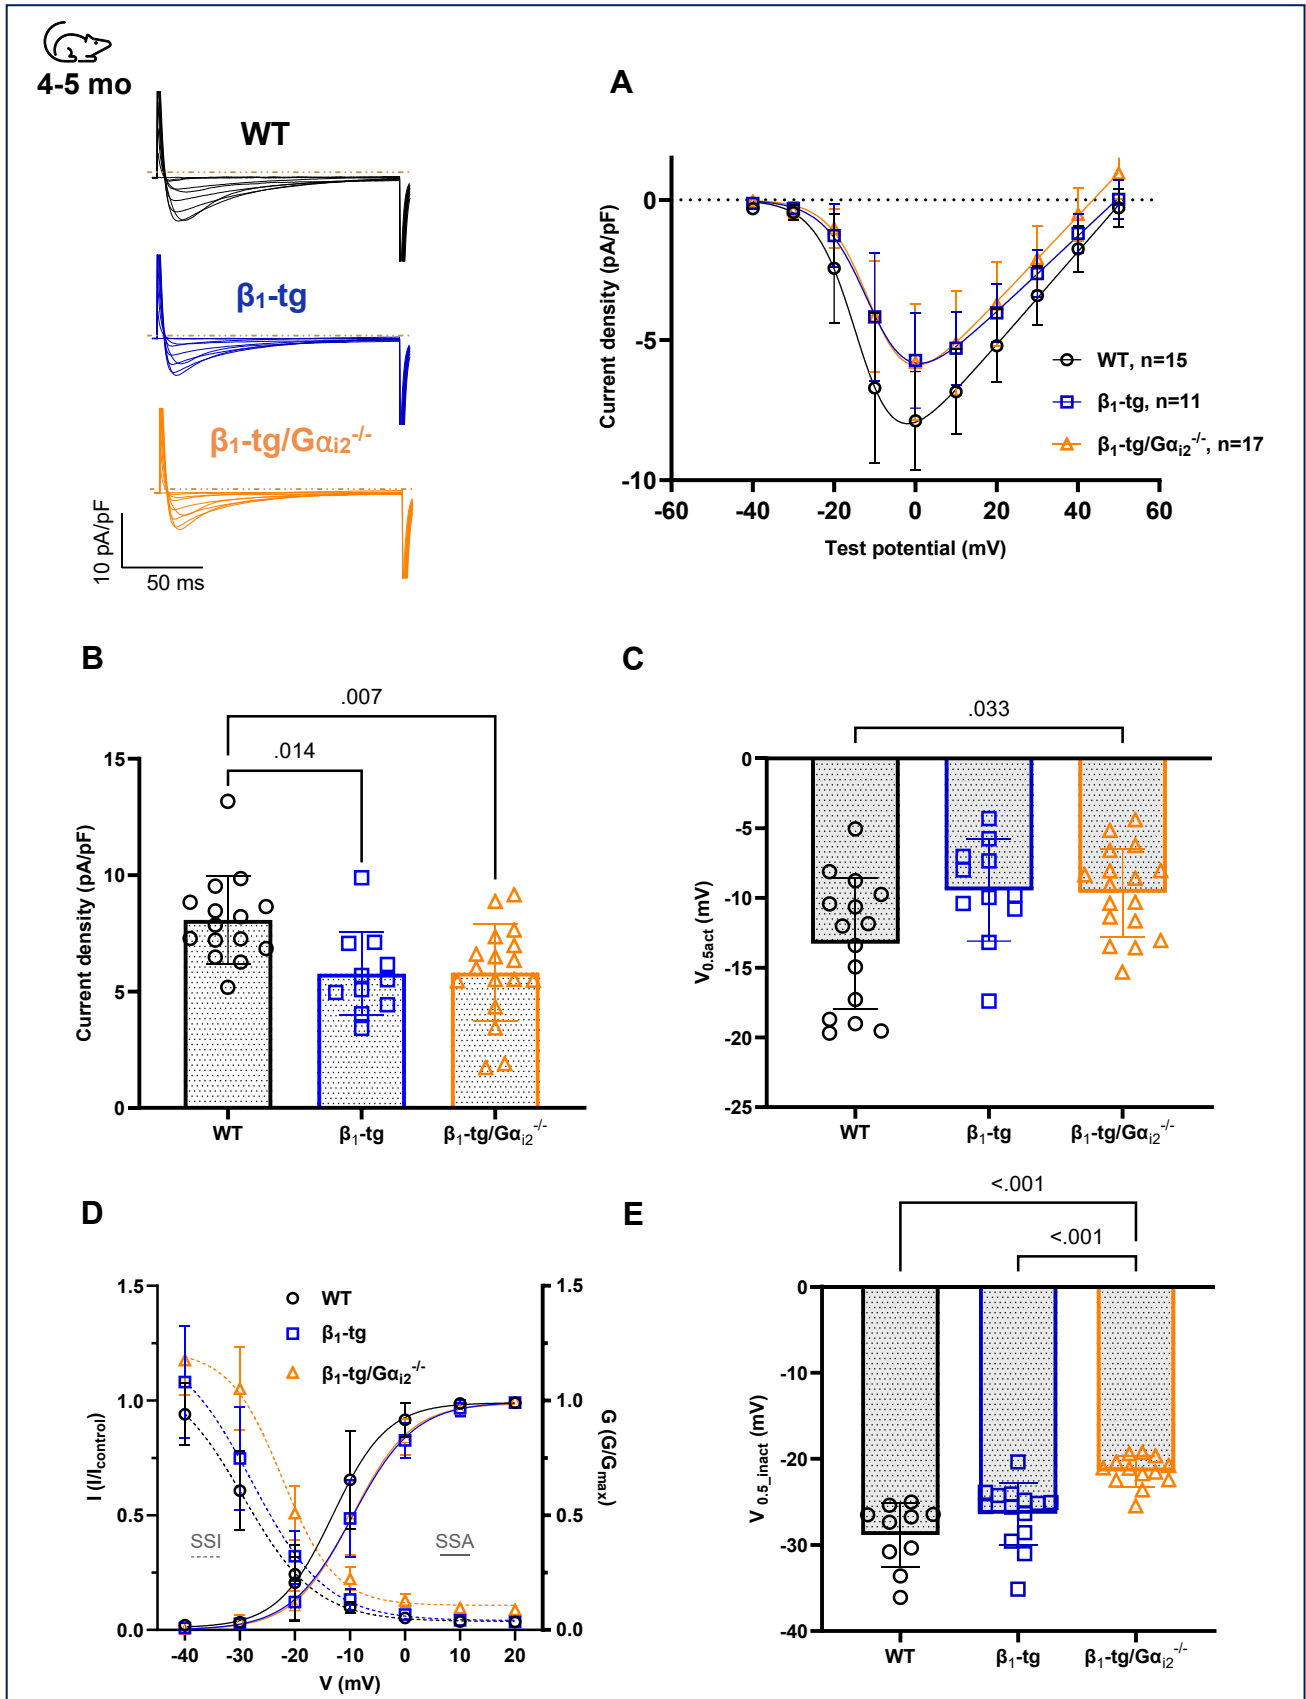 4-5 mo
WT
β₁-tg
β₁-tg/Gαi2⁻/⁻
10 pA/pF
50 ms
A
Current density (pA/pF)
0
-5
-10
-60 -40 -20 0 20 40 60
Test potential (mV)
WT, n=15
β₁-tg, n=11
β₁-tg/Gαi2⁻/⁻, n=17
B
.007
.014
Current density (pA/pF)
15
10
5
0
WT β₁-tg β₁-tg/Gαi2⁻/⁻
C
.033
V0.5act (mV)
0
-5
-10
-15
-20
-25
WT β₁-tg β₁-tg/Gαi2⁻/⁻
D
WT
β₁-tg
β₁-tg/Gαi2⁻/⁻
I (I/Icontrol)
1.5
1.0
0.5
0.0
SSI
SSA
1.5
1.0
0.5
0.0
G (G/Gmax)
-40 -30 -20 -10 0 10 20
V (mV)
E
<.001
<.001
V 0.5_inact (mV)
0
-10
-20
-30
-40
WT β₁-tg β₁-tg/Gαi2⁻/⁻